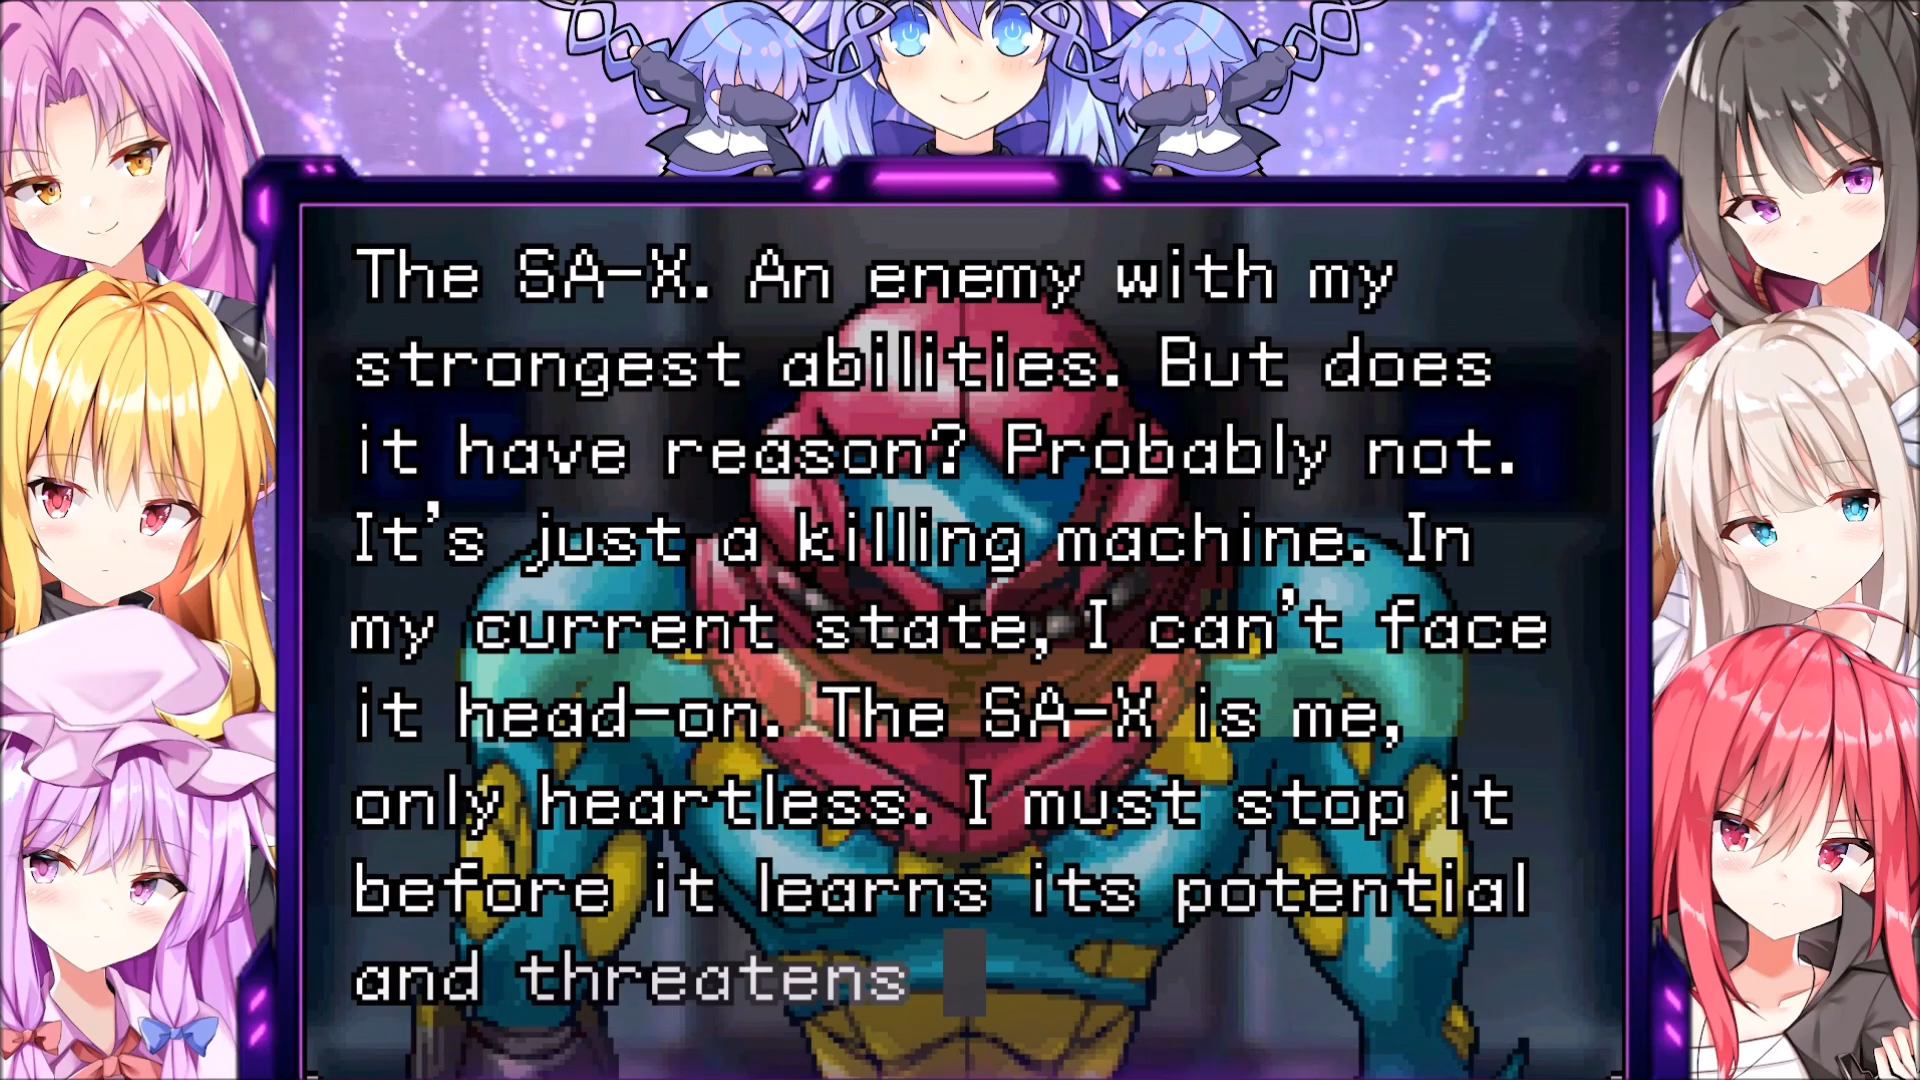 The SA-X. An enemy with my
strongest abilities. But does
it have reason? Probably not.
It's just a killing machine. In
my current state, I can't face
it head-on. The SA-X is me,
only heartless. I must stop it
before it learns its potential
and threatens